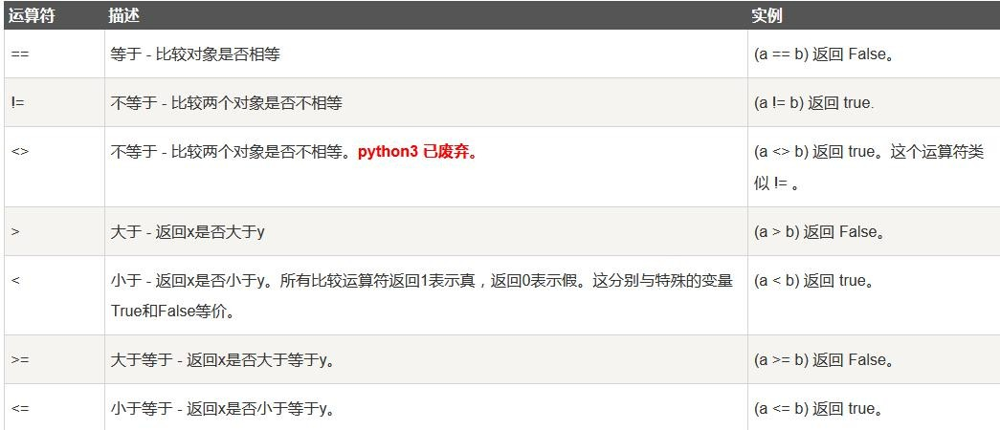 运算符 描述 实例
== 等于 - 比较对象是否相等 (a == b) 返回 False。
!= 不等于 - 比较两个对象是否不相等 (a != b) 返回 true.
<> 不等于 - 比较两个对象是否不相等。python3 已废弃。 (a <> b) 返回 true。这个运算符类
似 != 。
> 大于 - 返回x是否大于y (a > b) 返回 False。
< 小于 - 返回x是否小于y。所有比较运算符返回1表示真，返回0表示假。这分别与特殊的变量 (a < b) 返回 true。
True和False等价。
>= 大于等于 - 返回x是否大于等于y。 (a >= b) 返回 False。
<= 小于等于 - 返回x是否小于等于y。 (a <= b) 返回 true。